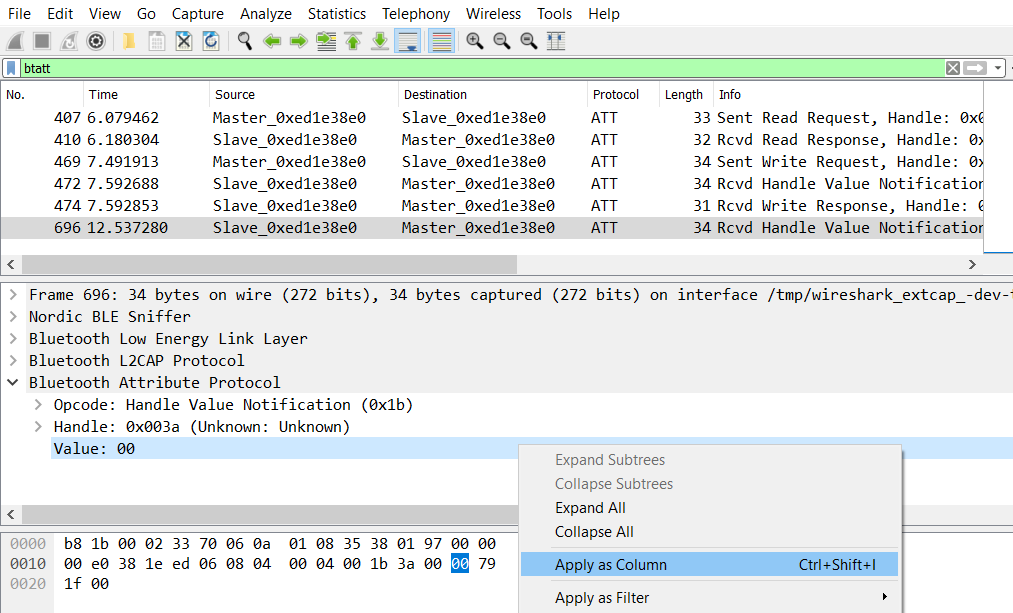 File Edit View Go Capture Analyze Statistics Telephony Wireless Tools Help
btatt
No. Time Source Destination Protocol Length Info
407 6.079462 Master_0xed1e38e0 Slave_0xed1e38e0 ATT 33 Sent Read Request, Handle: 0x0
410 6.180304 Slave_0xed1e38e0 Master_0xed1e38e0 ATT 32 Rcvd Read Response, Handle: 0x
469 7.491913 Master_0xed1e38e0 Slave_0xed1e38e0 ATT 34 Sent Write Request, Handle: 0x
472 7.592688 Slave_0xed1e38e0 Master_0xed1e38e0 ATT 34 Rcvd Handle Value Notification
474 7.592853 Slave_0xed1e38e0 Master_0xed1e38e0 ATT 31 Rcvd Write Response, Handle: 0
696 12.537280 Slave_0xed1e38e0 Master_0xed1e38e0 ATT 34 Rcvd Handle Value Notification
Frame 696: 34 bytes on wire (272 bits), 34 bytes captured (272 bits) on interface /tmp/wireshark_extcap_-dev-
Nordic BLE Sniffer
Bluetooth Low Energy Link Layer
Bluetooth L2CAP Protocol
Bluetooth Attribute Protocol
Opcode: Handle Value Notification (0x1b)
Handle: 0x003a (Unknown: Unknown)
Value: 00
Expand Subtrees
Collapse Subtrees
Expand All
Collapse All
Apply as Column Ctrl+Shift+I
Apply as Filter
0000 b8 1b 00 02 33 70 06 0a 01 08 35 38 01 97 00 00
0010 00 e0 38 1e ed 06 08 04 00 04 00 1b 3a 00 00 79
0020 1f 00